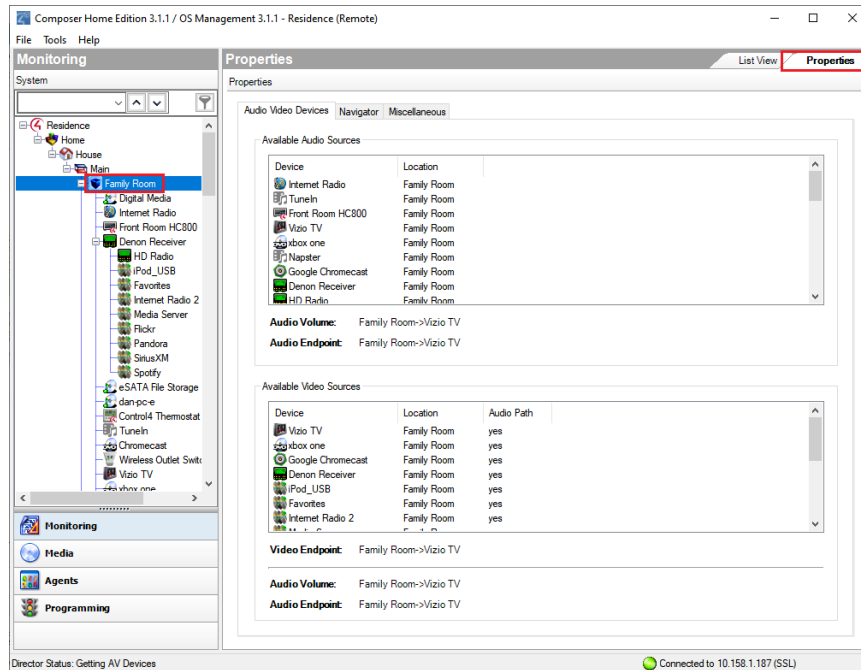 Composer Home Edition 3.1.1 / OS Management 3.1.1 - Residence (Remote)
File Tools Help
Monitoring
System
Residence
Home
House
Main
Family Room
Digital Media
Internet Radio
Front Room HC800
Denon Receiver
HD Radio
iPod_USB
Favorites
Internet Radio 2
Media Server
Flickr
Pandora
SiriusXM
Spotify
eSATA File Storage
dan-pc-e
Control4 Thermostat
TuneIn
Chromecast
Wireless Outlet Switc
Vizio TV
xbox one
Monitoring
Media
Agents
Programming
Properties
List View Properties
Properties
Audio Video Devices Navigator Miscellaneous
Available Audio Sources
Device Location
Internet Radio Family Room
TuneIn Family Room
Front Room HC800 Family Room
Vizio TV Family Room
xbox one Family Room
Napster Family Room
Google Chromecast Family Room
Denon Receiver Family Room
HD Radio Family Room
Audio Volume: Family Room->Vizio TV
Audio Endpoint: Family Room->Vizio TV
Available Video Sources
Device Location Audio Path
Vizio TV Family Room yes
xbox one Family Room yes
Google Chromecast Family Room yes
Denon Receiver Family Room yes
iPod_USB Family Room yes
Favorites Family Room yes
Internet Radio 2 Family Room yes
Video Endpoint: Family Room->Vizio TV
Audio Volume: Family Room->Vizio TV
Audio Endpoint: Family Room->Vizio TV
Director Status: Getting AV Devices
Connected to 10.158.1.187 (SSL)